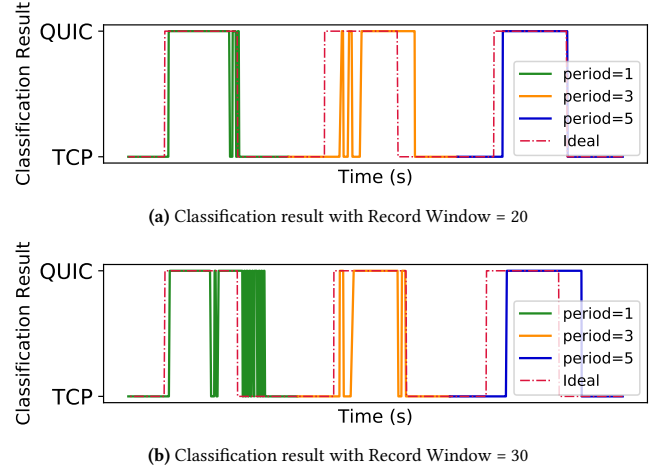 Classification Result
QUIC
TCP
period=1
period=3
period=5
Ideal
Time (s)
(a) Classification result with Record Window = 20
Classification Result
QUIC
TCP
period=1
period=3
period=5
Ideal
Time (s)
(b) Classification result with Record Window = 30